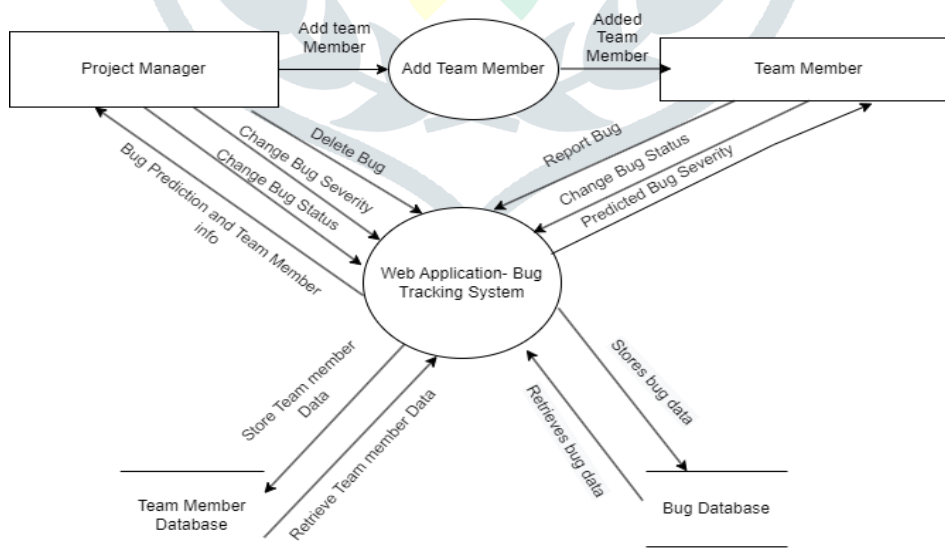 Add team
Member
Added
Team
Member
Project Manager
Add Team Member
Team Member
Delete Bug
Change Bug Severity
Change Bug Status
Bug Prediction and Team Member
info
Report Bug
Change Bug Status
Predicted Bug Severity
Web Application- Bug
Tracking System
Store Team member
Data
Retrieve Team member Data
Stores bug data
Retrieves bug data
Team Member
Database
Bug Database